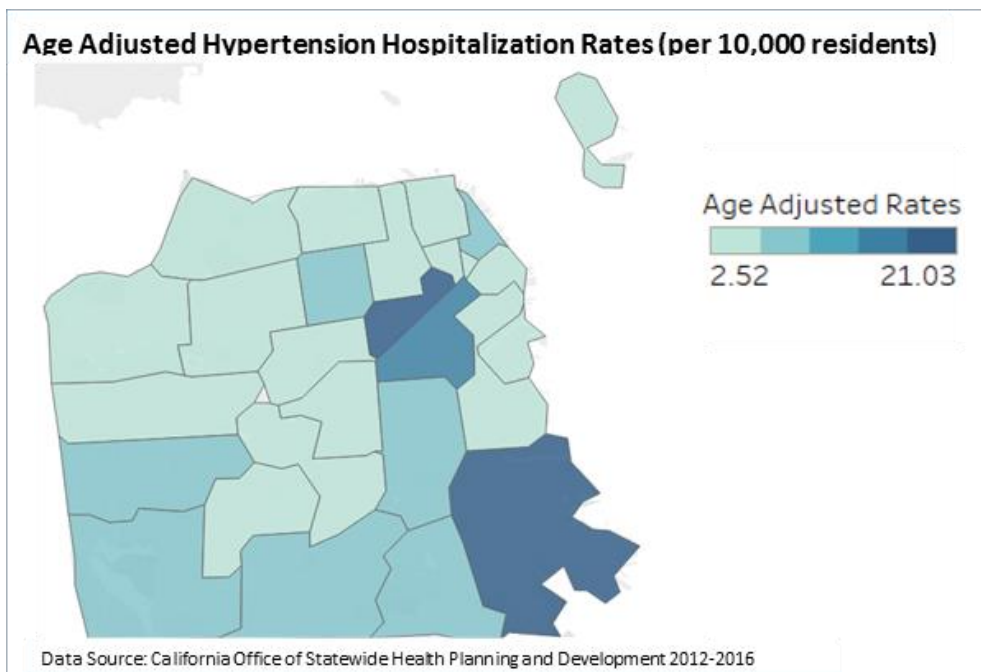 Age Adjusted Hypertension Hospitalization Rates (per 10,000 residents)
Age Adjusted Rates
2.52 21.03
Data Source: California Office of Statewide Health Planning and Development 2012-2016